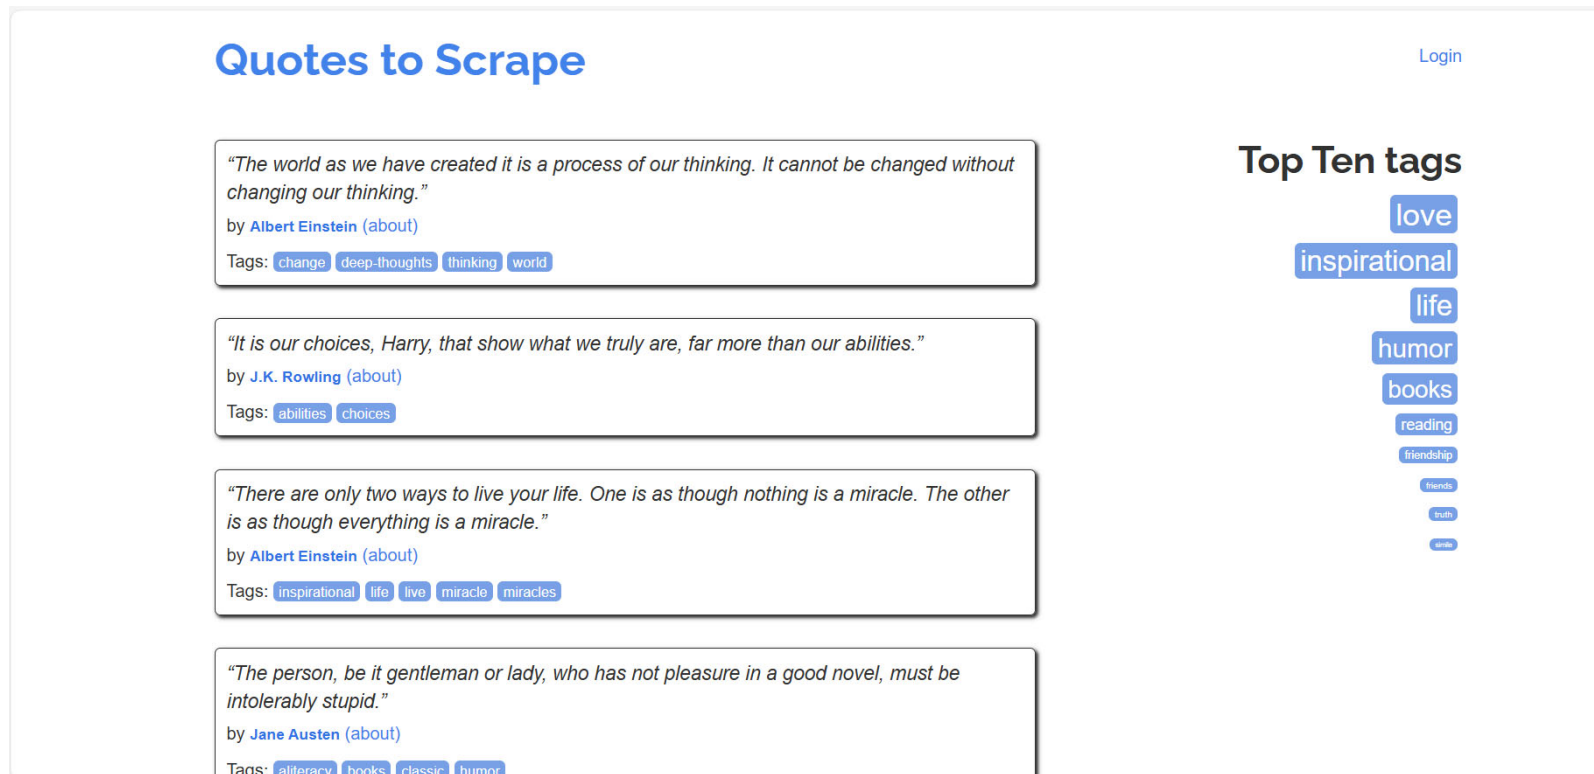 Quotes to Scrape
Login
“The world as we have created it is a process of our thinking. It cannot be changed without
changing our thinking.”
by Albert Einstein (about)
Tags: change deep-thoughts thinking world
“It is our choices, Harry, that show what we truly are, far more than our abilities.”
by J.K. Rowling (about)
Tags: abilities choices
“There are only two ways to live your life. One is as though nothing is a miracle. The other
is as though everything is a miracle.”
by Albert Einstein (about)
Tags: inspirational life live miracle miracles
“The person, be it gentleman or lady, who has not pleasure in a good novel, must be
intolerably stupid.”
by Jane Austen (about)
Tags: aliteracy books classic humor
Top Ten tags
love
inspirational
life
humor
books
reading
friendship
friends
truth
simile